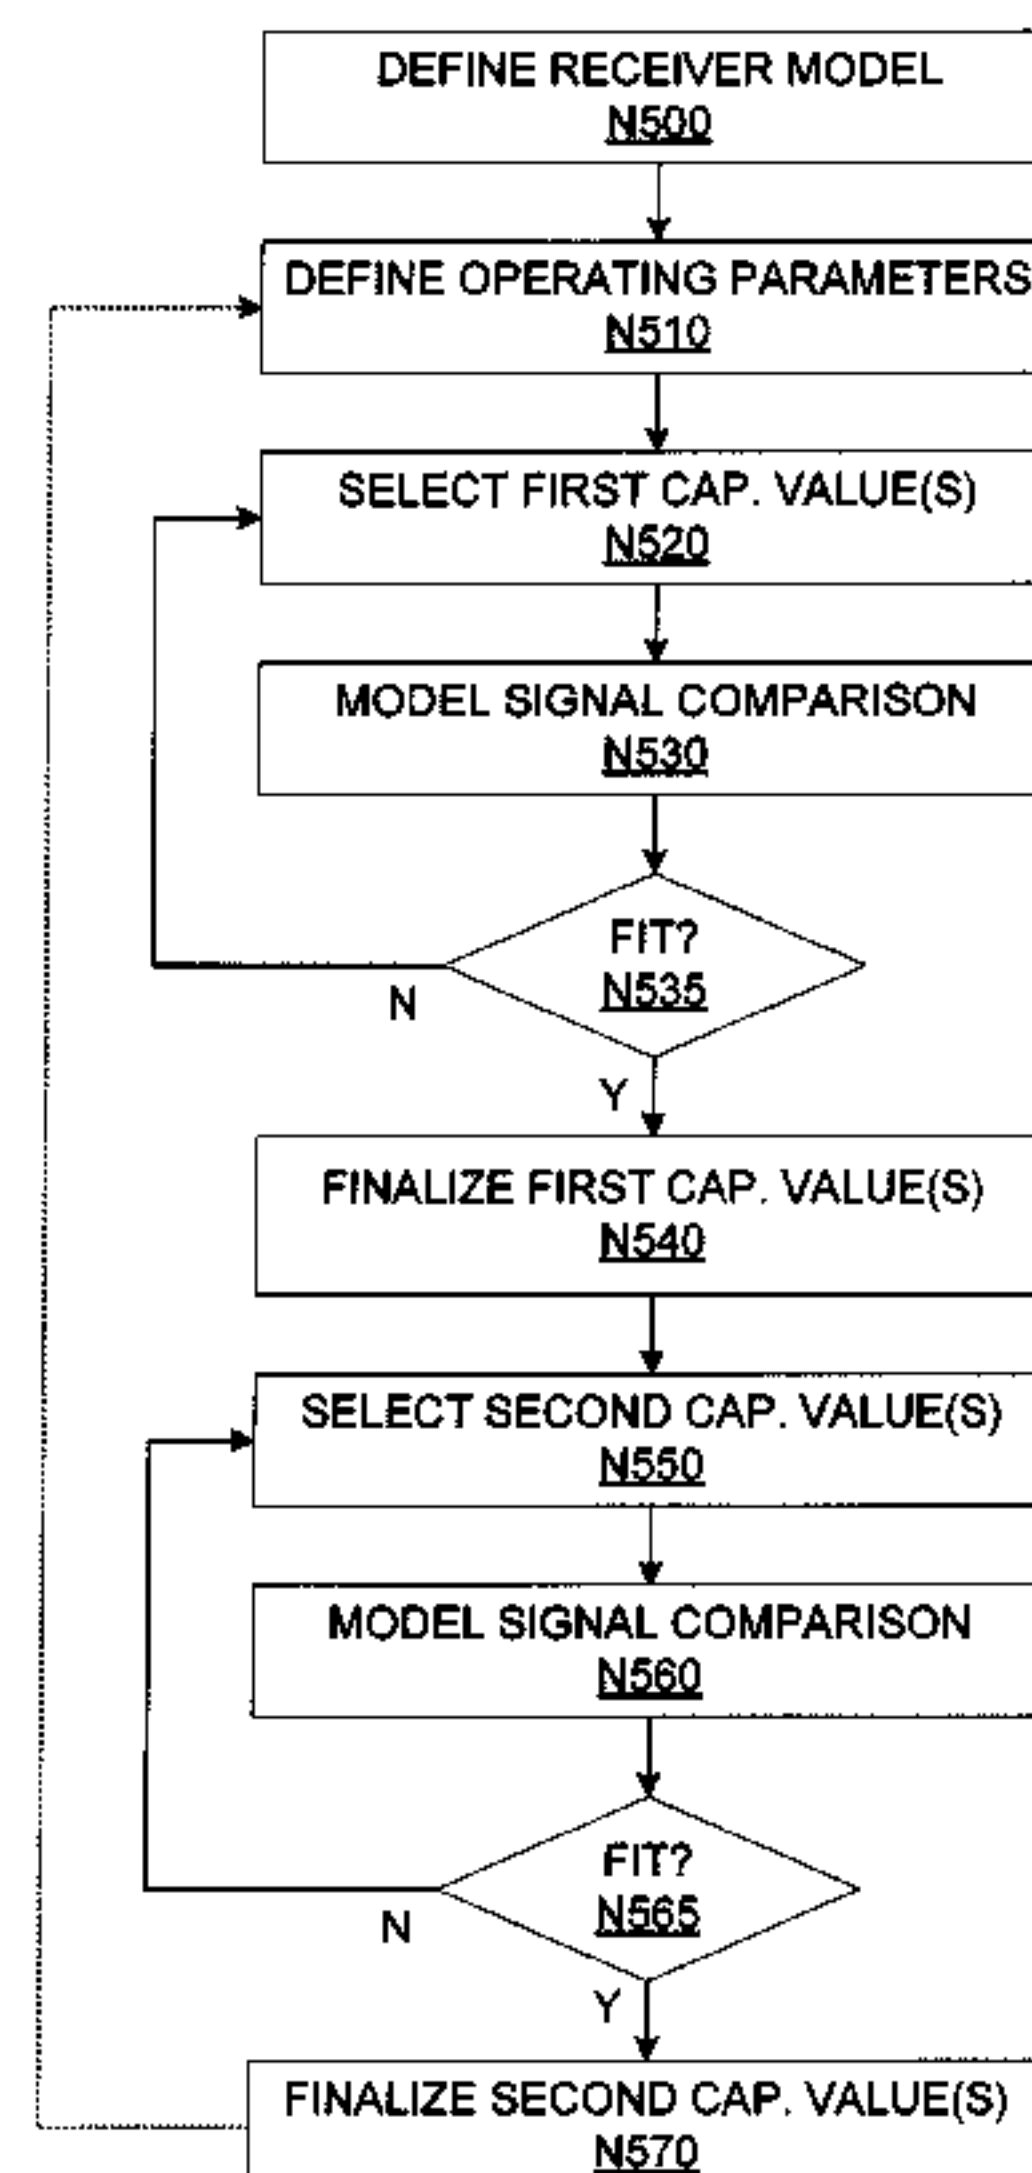 DEFINE RECEIVER MODEL
N500
DEFINE OPERATING PARAMETERS
N510
SELECT FIRST CAP. VALUE(S)
N520
MODEL SIGNAL COMPARISON
N530
FIT?
N535
N
Y
FINALIZE FIRST CAP. VALUE(S)
N540
SELECT SECOND CAP. VALUE(S)
N550
MODEL SIGNAL COMPARISON
N560
FIT?
N565
N
Y
FINALIZE SECOND CAP. VALUE(S)
N570